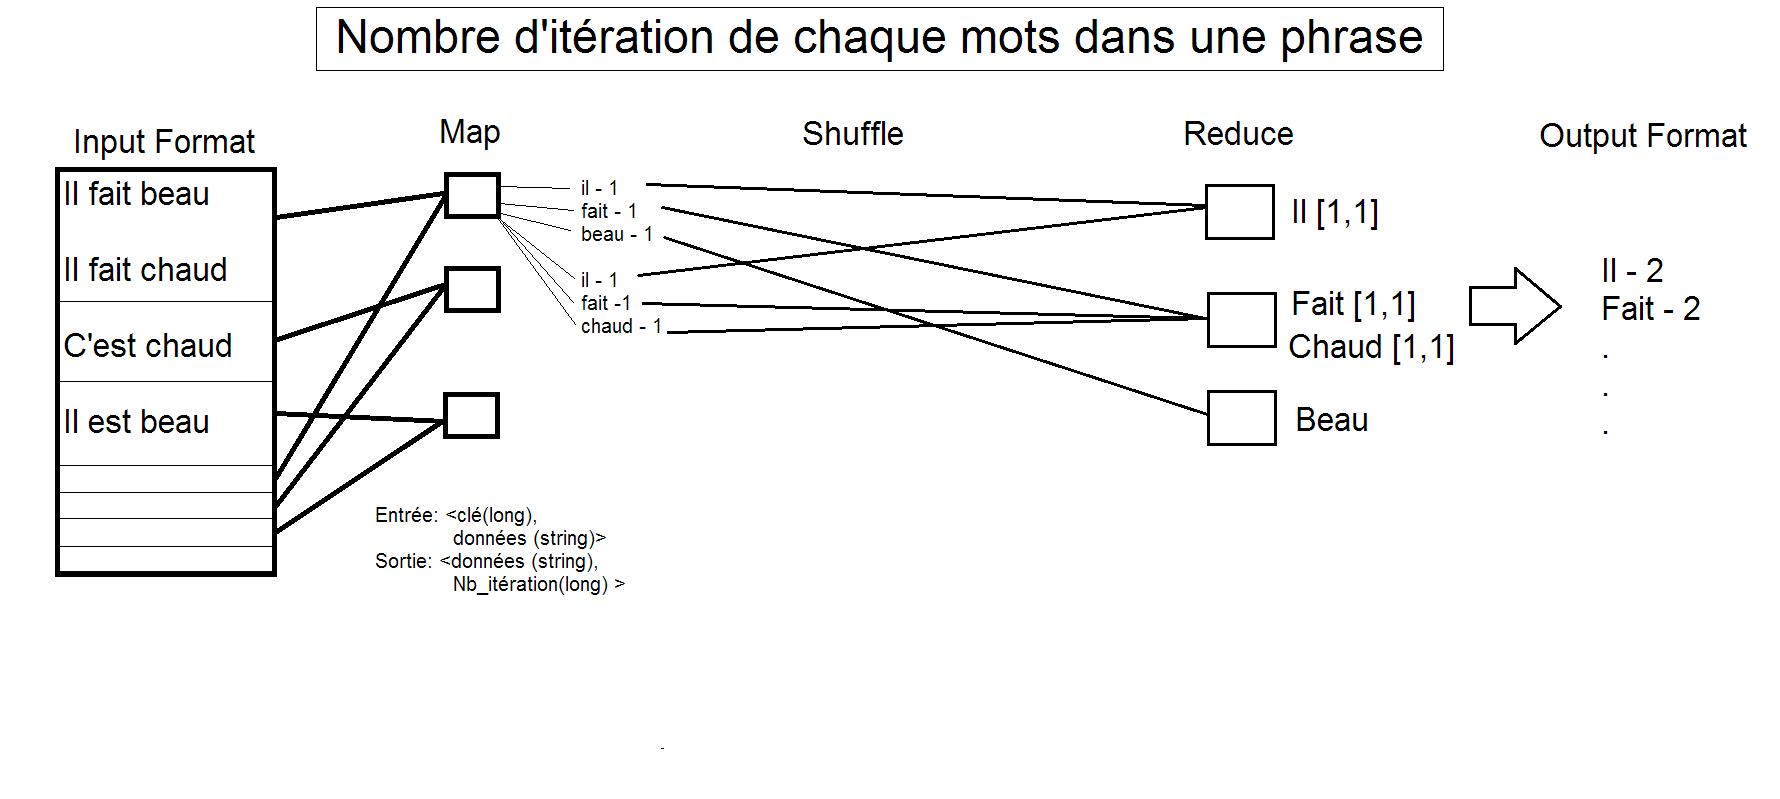 Nombre d'itération de chaque mots dans une phrase
Input Format
Map
Shuffle
Reduce
Output Format
Il fait beau
Il fait chaud
C'est chaud
Il est beau
il - 1
fait - 1
beau - 1
il - 1
fait -1
chaud - 1
Entrée: <clé(long),
données (string)>
Sortie: <données (string),
Nb_itération(long) >
Il [1,1]
Fait [1,1]
Chaud [1,1]
Beau
Il - 2
Fait - 2
.
.
.